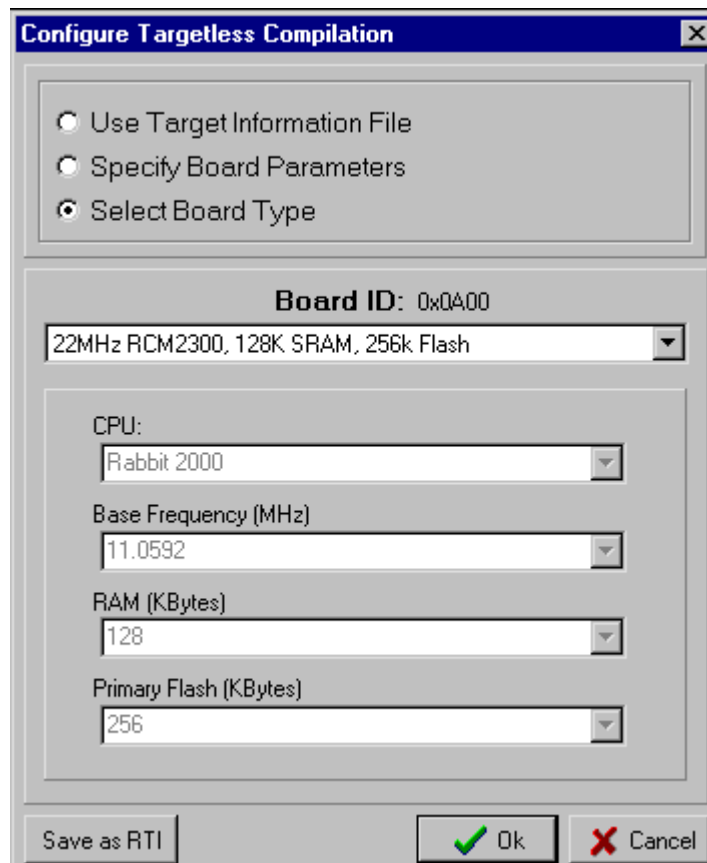 Configure Targetless Compilation
Use Target Information File
Specify Board Parameters
Select Board Type
Board ID: 0x0A00
22MHz RCM2300, 128K SRAM, 256k Flash
CPU:
Rabbit 2000
Base Frequency (MHz)
11.0592
RAM (KBytes)
128
Primary Flash (KBytes)
256
Save as RTI Ok Cancel